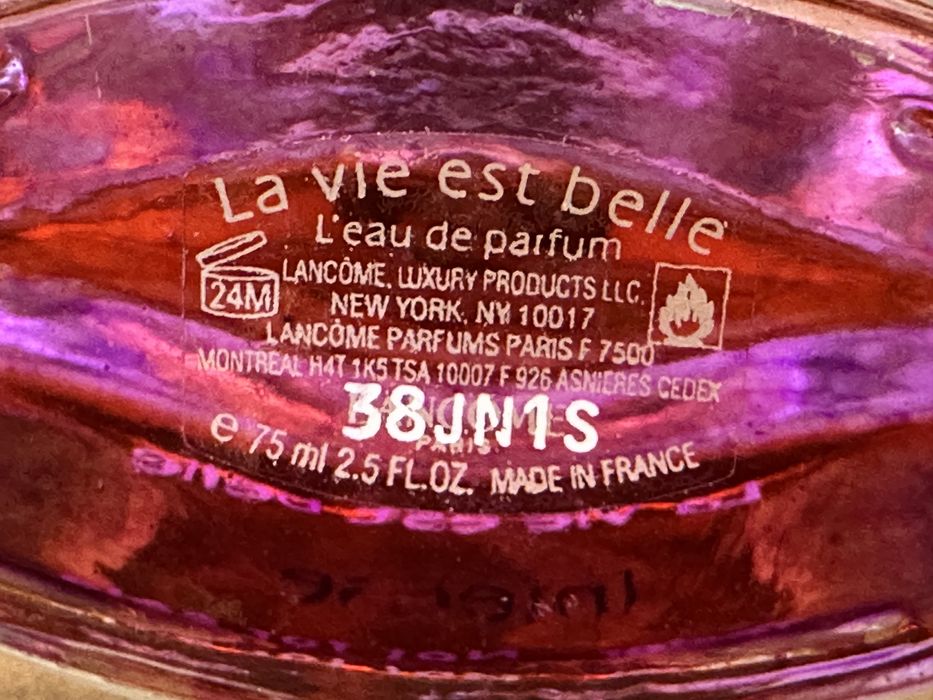 La vie est belle
L'eau de parfum
24M
LANCÔME, LUXURY PRODUCTS LLC.
NEW YORK, NY 10017
LANCÔME PARFUMS PARIS F 7500
MONTREAL H4T 1K5 TSA 10007 F 926 ASNIERES CEDEX
38JN1S
e 75 ml 2.5 FL.OZ. MADE IN FRANCE